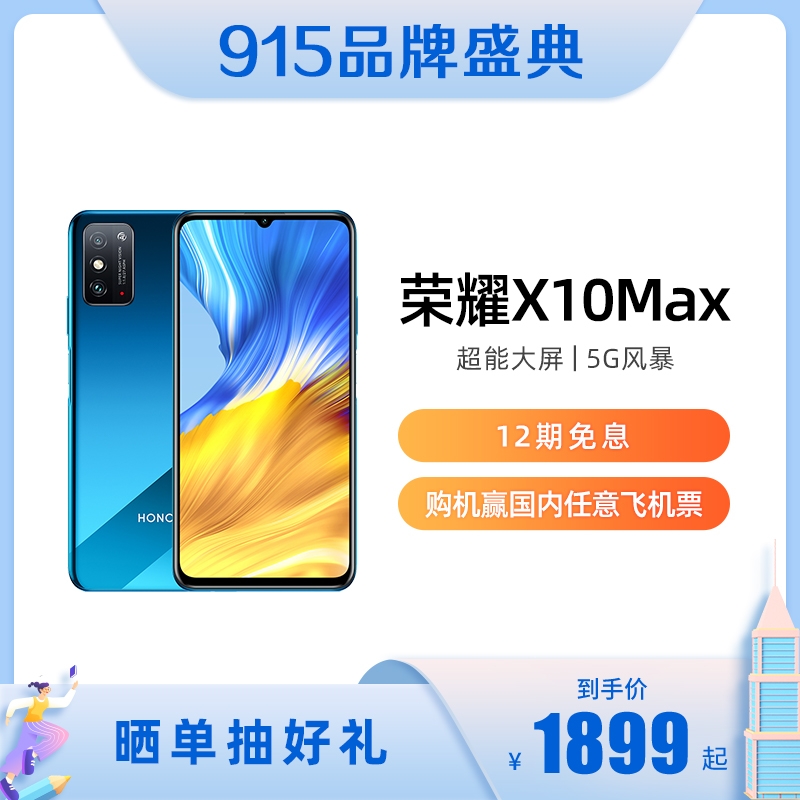 915品牌盛典
HONO
荣耀X10Max
超能大屏 | 5G风暴
12期免息
购机赢国内任意飞机票
晒单抽好礼
到手价
¥ 1899 起